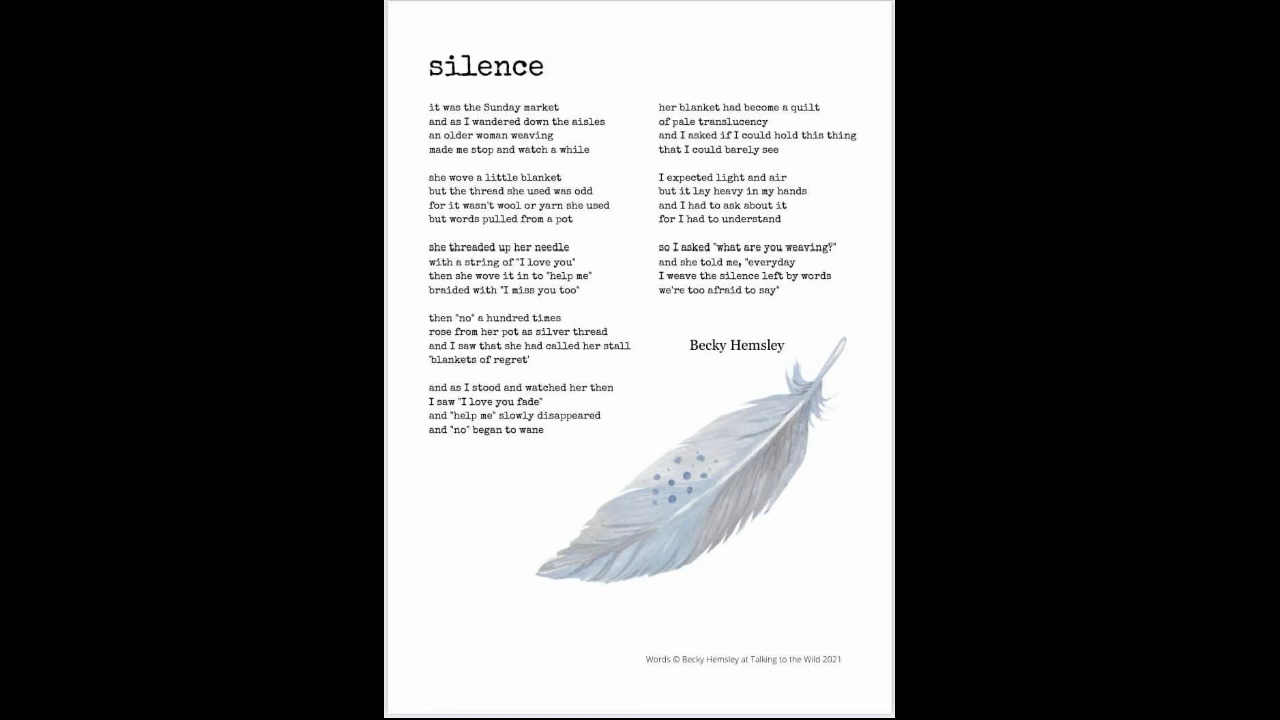 silence
it was the Sunday market
and as I wandered down the aisles
an older woman weaving
made me stop and watch a while
she wove a little blanket
but the thread she used was odd
for it wasn't wool or yarn she used
but words pulled from a pot
she threaded up her needle
with a string of "I love you"
then she wove it in to "help me"
braided with "I miss you too"
then "no" a hundred times
rose from her pot as silver thread
and I saw that she had called her stall
'blankets of regret'
and as I stood and watched her then
I saw "I love you fade"
and "help me" slowly disappeared
and "no" began to wane
her blanket had become a quilt
of pale translucency
and I asked if I could hold this thing
that I could barely see
I expected light and air
but it lay heavy in my hands
and I had to ask about it
for I had to understand
so I asked "what are you weaving?"
and she told me, "everyday
I weave the silence left by words
we're too afraid to say"
Becky Hemsley
Words © Becky Hemsley at Talking to the Wild 2021